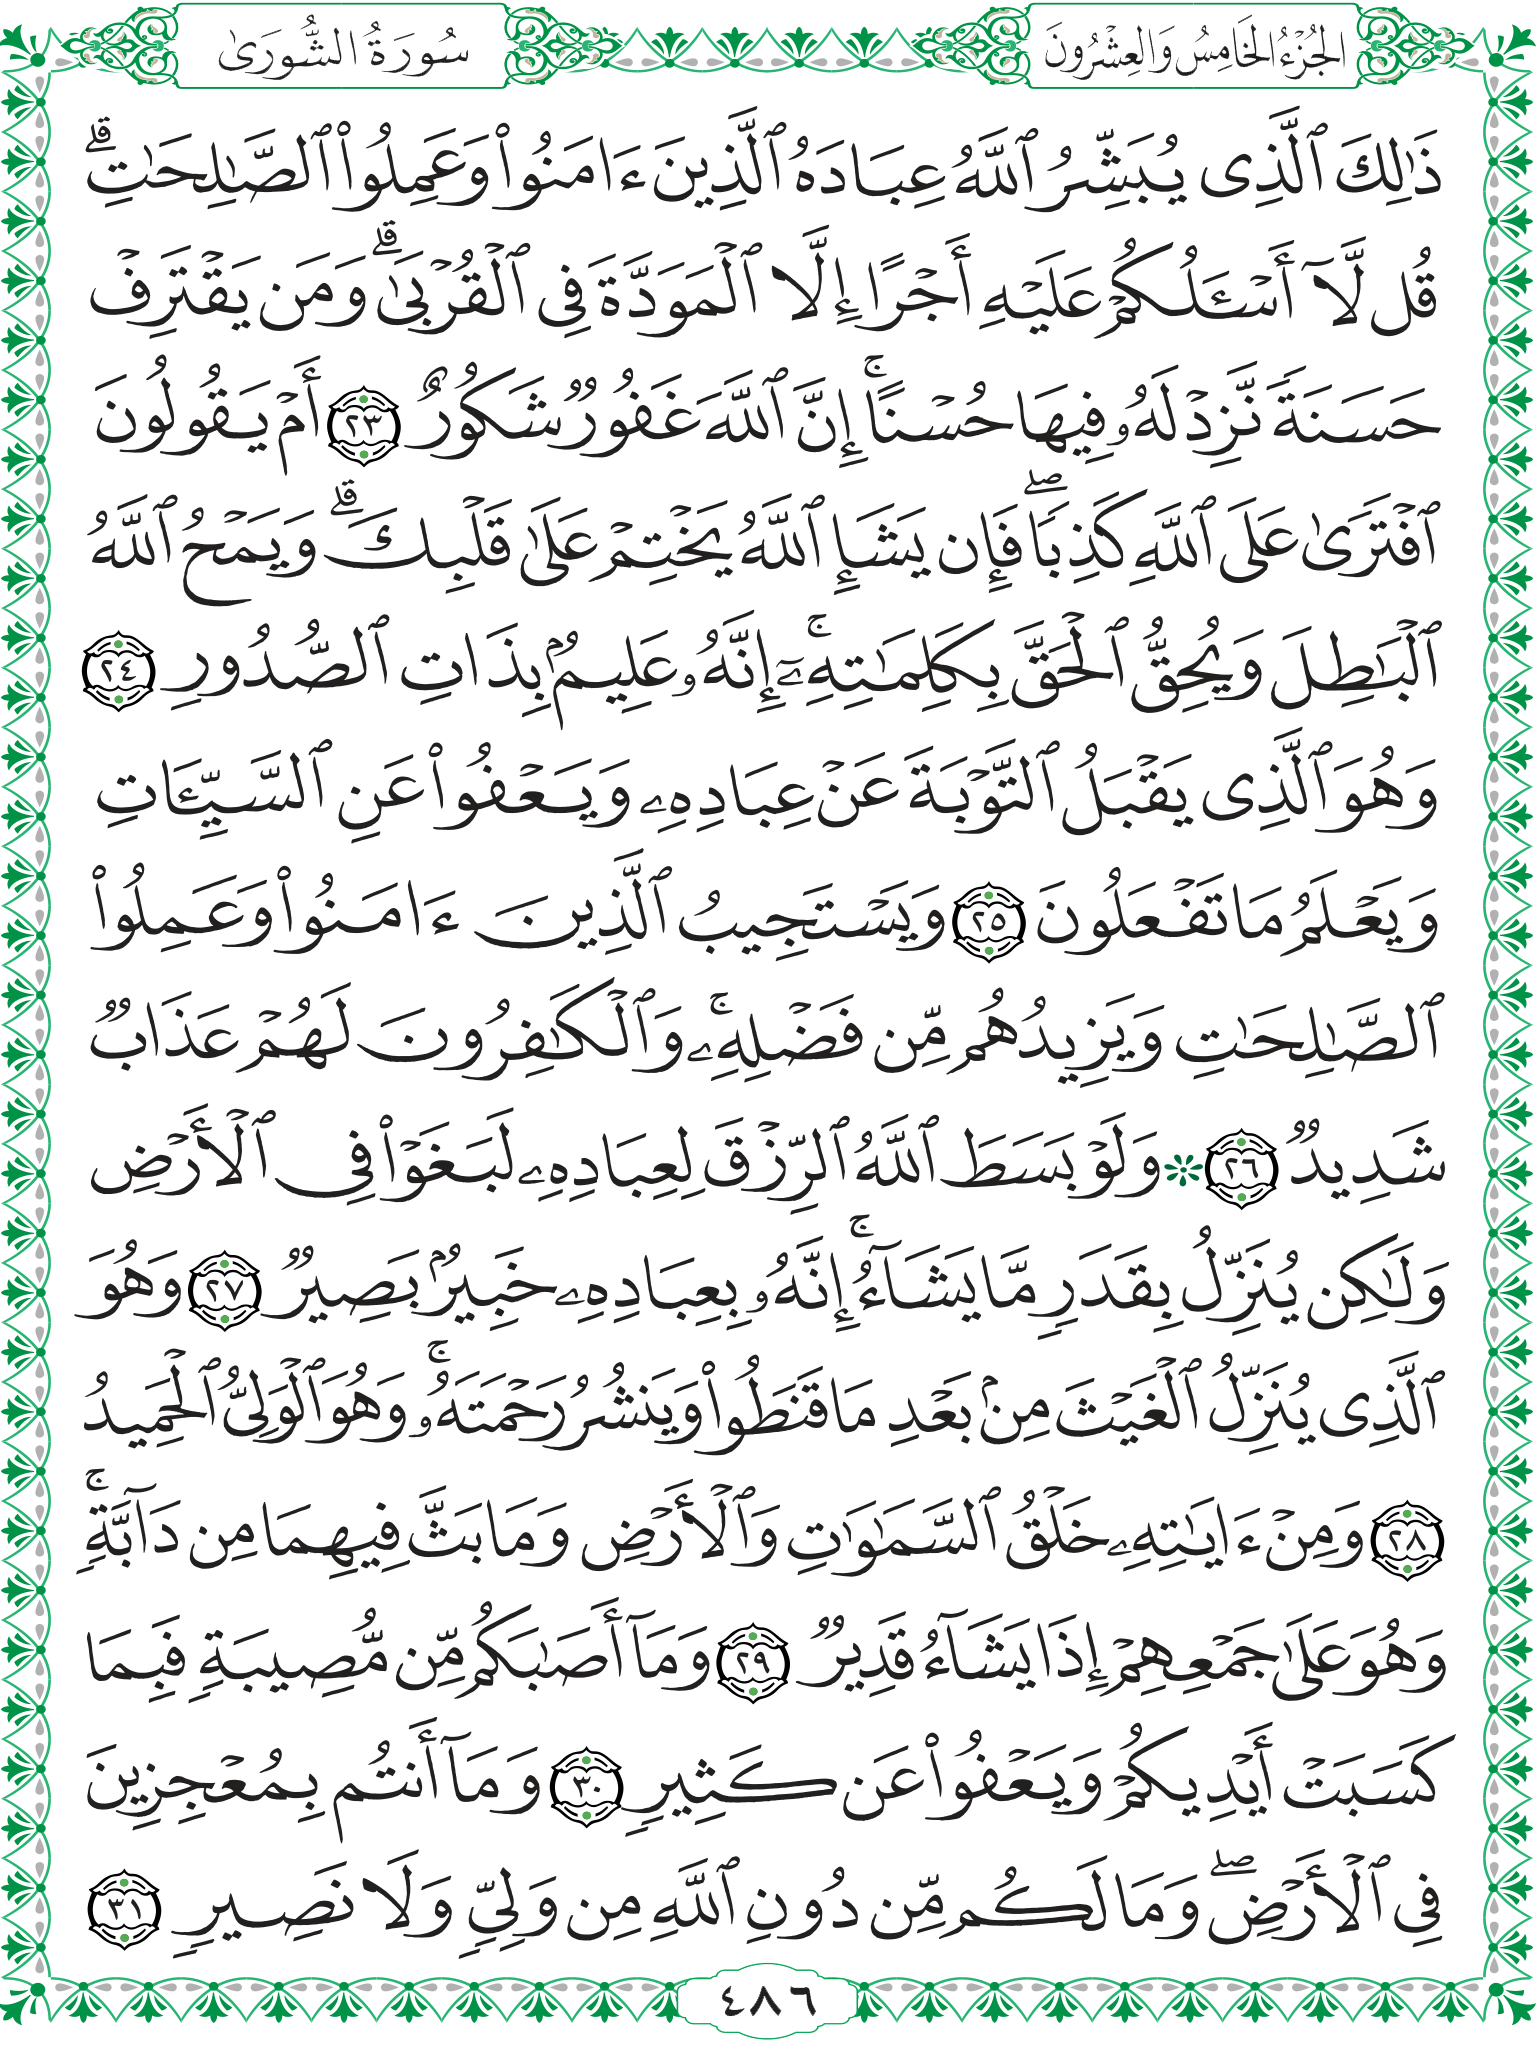 الجُزْءُ الخَامِسُ وَالعِشْرُونَ
سُورَةُ الشُّورَىٰ
ذَٰلِكَ ٱلَّذِى يُبَشِّرُ ٱللَّهُ عِبَادَهُ ٱلَّذِينَ ءَامَنُوا۟ وَعَمِلُوا۟ ٱلصَّـٰلِحَـٰتِ ۗ
قُل لَّآ أَسْـَٔلُكُمْ عَلَيْهِ أَجْرًا إِلَّا ٱلْمَوَدَّةَ فِى ٱلْقُرْبَىٰ ۗ وَمَن يَقْتَرِفْ
حَسَنَةً نَّزِدْ لَهُۥ فِيهَا حُسْنًا ۚ إِنَّ ٱللَّهَ غَفُورٌ شَكُورٌ ٢٣ أَمْ يَقُولُونَ
ٱفْتَرَىٰ عَلَى ٱللَّهِ كَذِبًا ۖ فَإِن يَشَإِ ٱللَّهُ يَخْتِمْ عَلَىٰ قَلْبِكَ ۗ وَيَمْحُ ٱللَّهُ
ٱلْبَـٰطِلَ وَيُحِقُّ ٱلْحَقَّ بِكَلِمَـٰتِهِۦٓ ۚ إِنَّهُۥ عَلِيمٌۢ بِذَاتِ ٱلصُّدُورِ ٢٤
وَهُوَ ٱلَّذِى يَقْبَلُ ٱلتَّوْبَةَ عَنْ عِبَادِهِۦ وَيَعْفُوا۟ عَنِ ٱلسَّيِّـَٔاتِ
وَيَعْلَمُ مَا تَفْعَلُونَ ٢٥ وَيَسْتَجِيبُ ٱلَّذِينَ ءَامَنُوا۟ وَعَمِلُوا۟
ٱلصَّـٰلِحَـٰتِ وَيَزِيدُهُم مِّن فَضْلِهِۦ ۚ وَٱلْكَـٰفِرُونَ لَهُمْ عَذَابٌ
شَدِيدٌ ٢٦ ۞ وَلَوْ بَسَطَ ٱللَّهُ ٱلرِّزْقَ لِعِبَادِهِۦ لَبَغَوْا۟ فِى ٱلْأَرْضِ
وَلَـٰكِن يُنَزِّلُ بِقَدَرٍ مَّا يَشَآءُ ۚ إِنَّهُۥ بِعِبَادِهِۦ خَبِيرٌۢ بَصِيرٌ ٢٧ وَهُوَ
ٱلَّذِى يُنَزِّلُ ٱلْغَيْثَ مِنۢ بَعْدِ مَا قَنَطُوا۟ وَيَنشُرُ رَحْمَتَهُۥ ۚ وَهُوَ ٱلْوَلِىُّ ٱلْحَمِيدُ
٢٨ وَمِنْ ءَايَـٰتِهِۦ خَلْقُ ٱلسَّمَـٰوَٰتِ وَٱلْأَرْضِ وَمَا بَثَّ فِيهِمَا مِن دَآبَّةٍ ۚ
وَهُوَ عَلَىٰ جَمْعِهِمْ إِذَا يَشَآءُ قَدِيرٌ ٢٩ وَمَآ أَصَـٰبَكُم مِّن مُّصِيبَةٍ فَبِمَا
كَسَبَتْ أَيْدِيكُمْ وَيَعْفُوا۟ عَن كَثِيرٍ ٣٠ وَمَآ أَنتُم بِمُعْجِزِينَ
فِى ٱلْأَرْضِ ۖ وَمَا لَكُم مِّن دُونِ ٱللَّهِ مِن وَلِىٍّ وَلَا نَصِيرٍ ٣١
٤٨٦